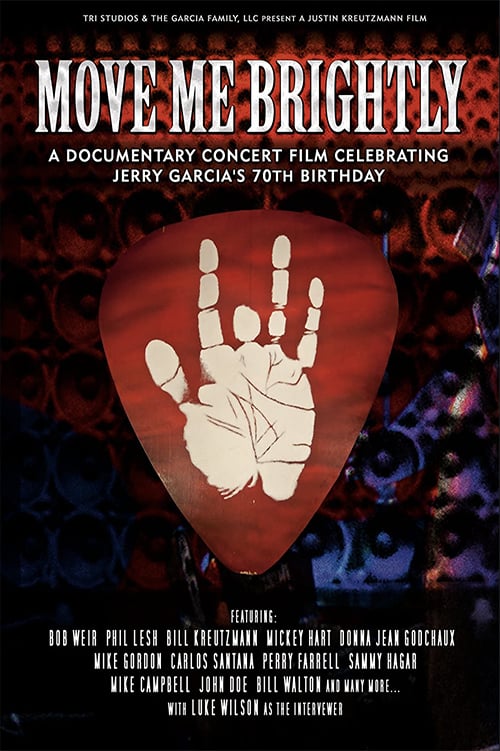 TRI STUDIOS & THE GARCIA FAMILY, LLC PRESENT A JUSTIN KREUTZMANN FILM
MOVE ME BRIGHTLY
A DOCUMENTARY CONCERT FILM CELEBRATING
JERRY GARCIA'S 70TH BIRTHDAY
FEATURING:
BOB WEIR PHIL LESH BILL KREUTZMANN MICKEY HART DONNA JEAN GODCHAUX
MIKE GORDON CARLOS SANTANA PERRY FARRELL SAMMY HAGAR
MIKE CAMPBELL JOHN DOE BILL WALTON AND MANY MORE...
WITH LUKE WILSON AS THE INTERVIEWER